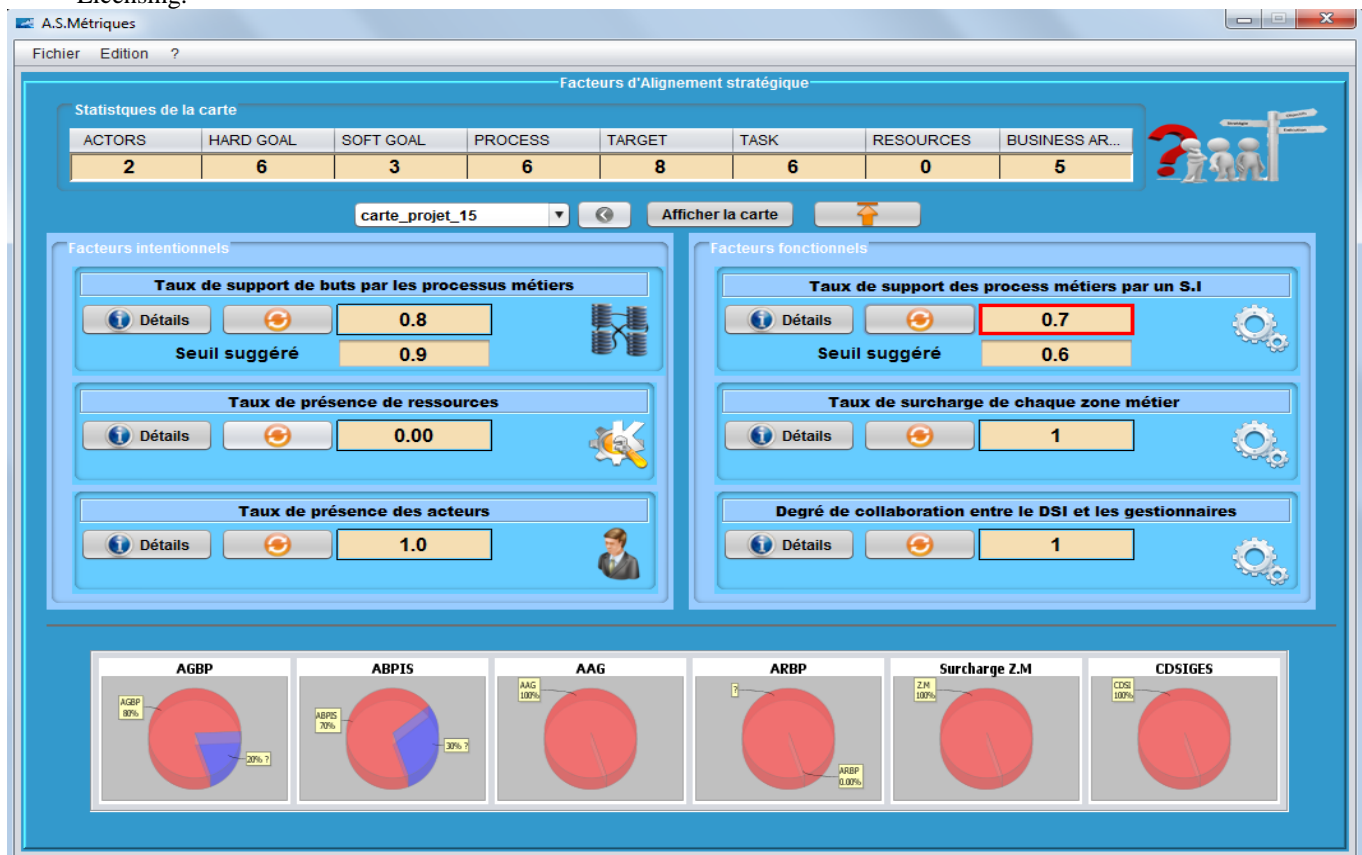 Licensing.
A.S.Métriques
Fichier Edition ?
Facteurs d'Alignement stratégique
Statistques de la carte
ACTORS HARD GOAL SOFT GOAL PROCESS TARGET TASK RESOURCES BUSINESS AR...
2 6 3 6 8 6 0 5
carte_projet_15 Afficher la carte
Facteurs intentionnels
Taux de support de buts par les processus métiers
Détails 0.8
Seuil suggéré 0.9
Taux de présence de ressources
Détails 0.00
Taux de présence des acteurs
Détails 1.0
Facteurs fonctionnels
Taux de support des process métiers par un S.I
Détails 0.7
Seuil suggéré 0.6
Taux de surcharge de chaque zone métier
Détails 1
Degré de collaboration entre le DSI et les gestionnaires
Détails 1
AGBP
AGBP
80%
20% ?
ABPIS
ABPIS
70%
30% ?
AAG
AAG
100%
ARBP
?
ARBP
0.00%
Surcharge Z.M
Z.M
100%
CDSIGES
CDSI
100%